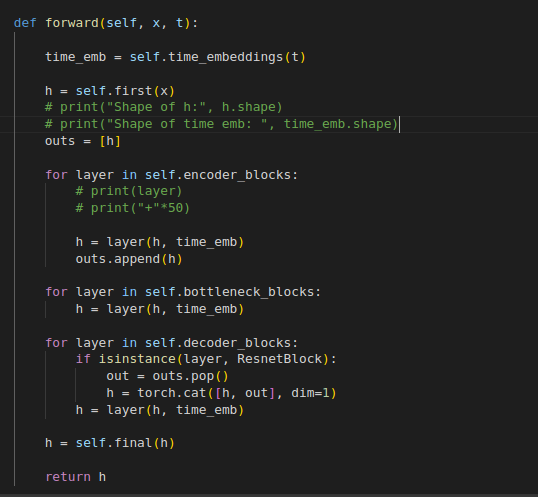 def forward(self, x, t):
time_emb = self.time_embeddings(t)
h = self.first(x)
# print("Shape of h:", h.shape)
# print("Shape of time emb: ", time_emb.shape)
outs = [h]
for layer in self.encoder_blocks:
# print(layer)
# print("+"*50)
h = layer(h, time_emb)
outs.append(h)
for layer in self.bottleneck_blocks:
h = layer(h, time_emb)
for layer in self.decoder_blocks:
if isinstance(layer, ResnetBlock):
out = outs.pop()
h = torch.cat([h, out], dim=1)
h = layer(h, time_emb)
h = self.final(h)
return h